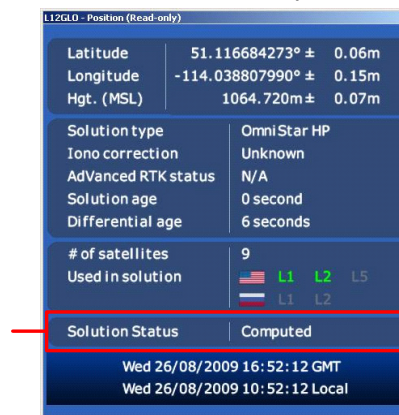 L12GLO - Position (Read-only)
Latitude 51.116684273° ± 0.06m
Longitude -114.038807990° ± 0.15m
Hgt. (MSL) 1064.720m ± 0.07m
Solution type OmniStar HP
Iono correction Unknown
AdVanced RTK status N/A
Solution age 0 second
Differential age 6 seconds
# of satellites 9
Used in solution L1 L2 L5
L1 L2
Solution Status Computed
Wed 26/08/2009 16:52:12 GMT
Wed 26/08/2009 10:52:12 Local